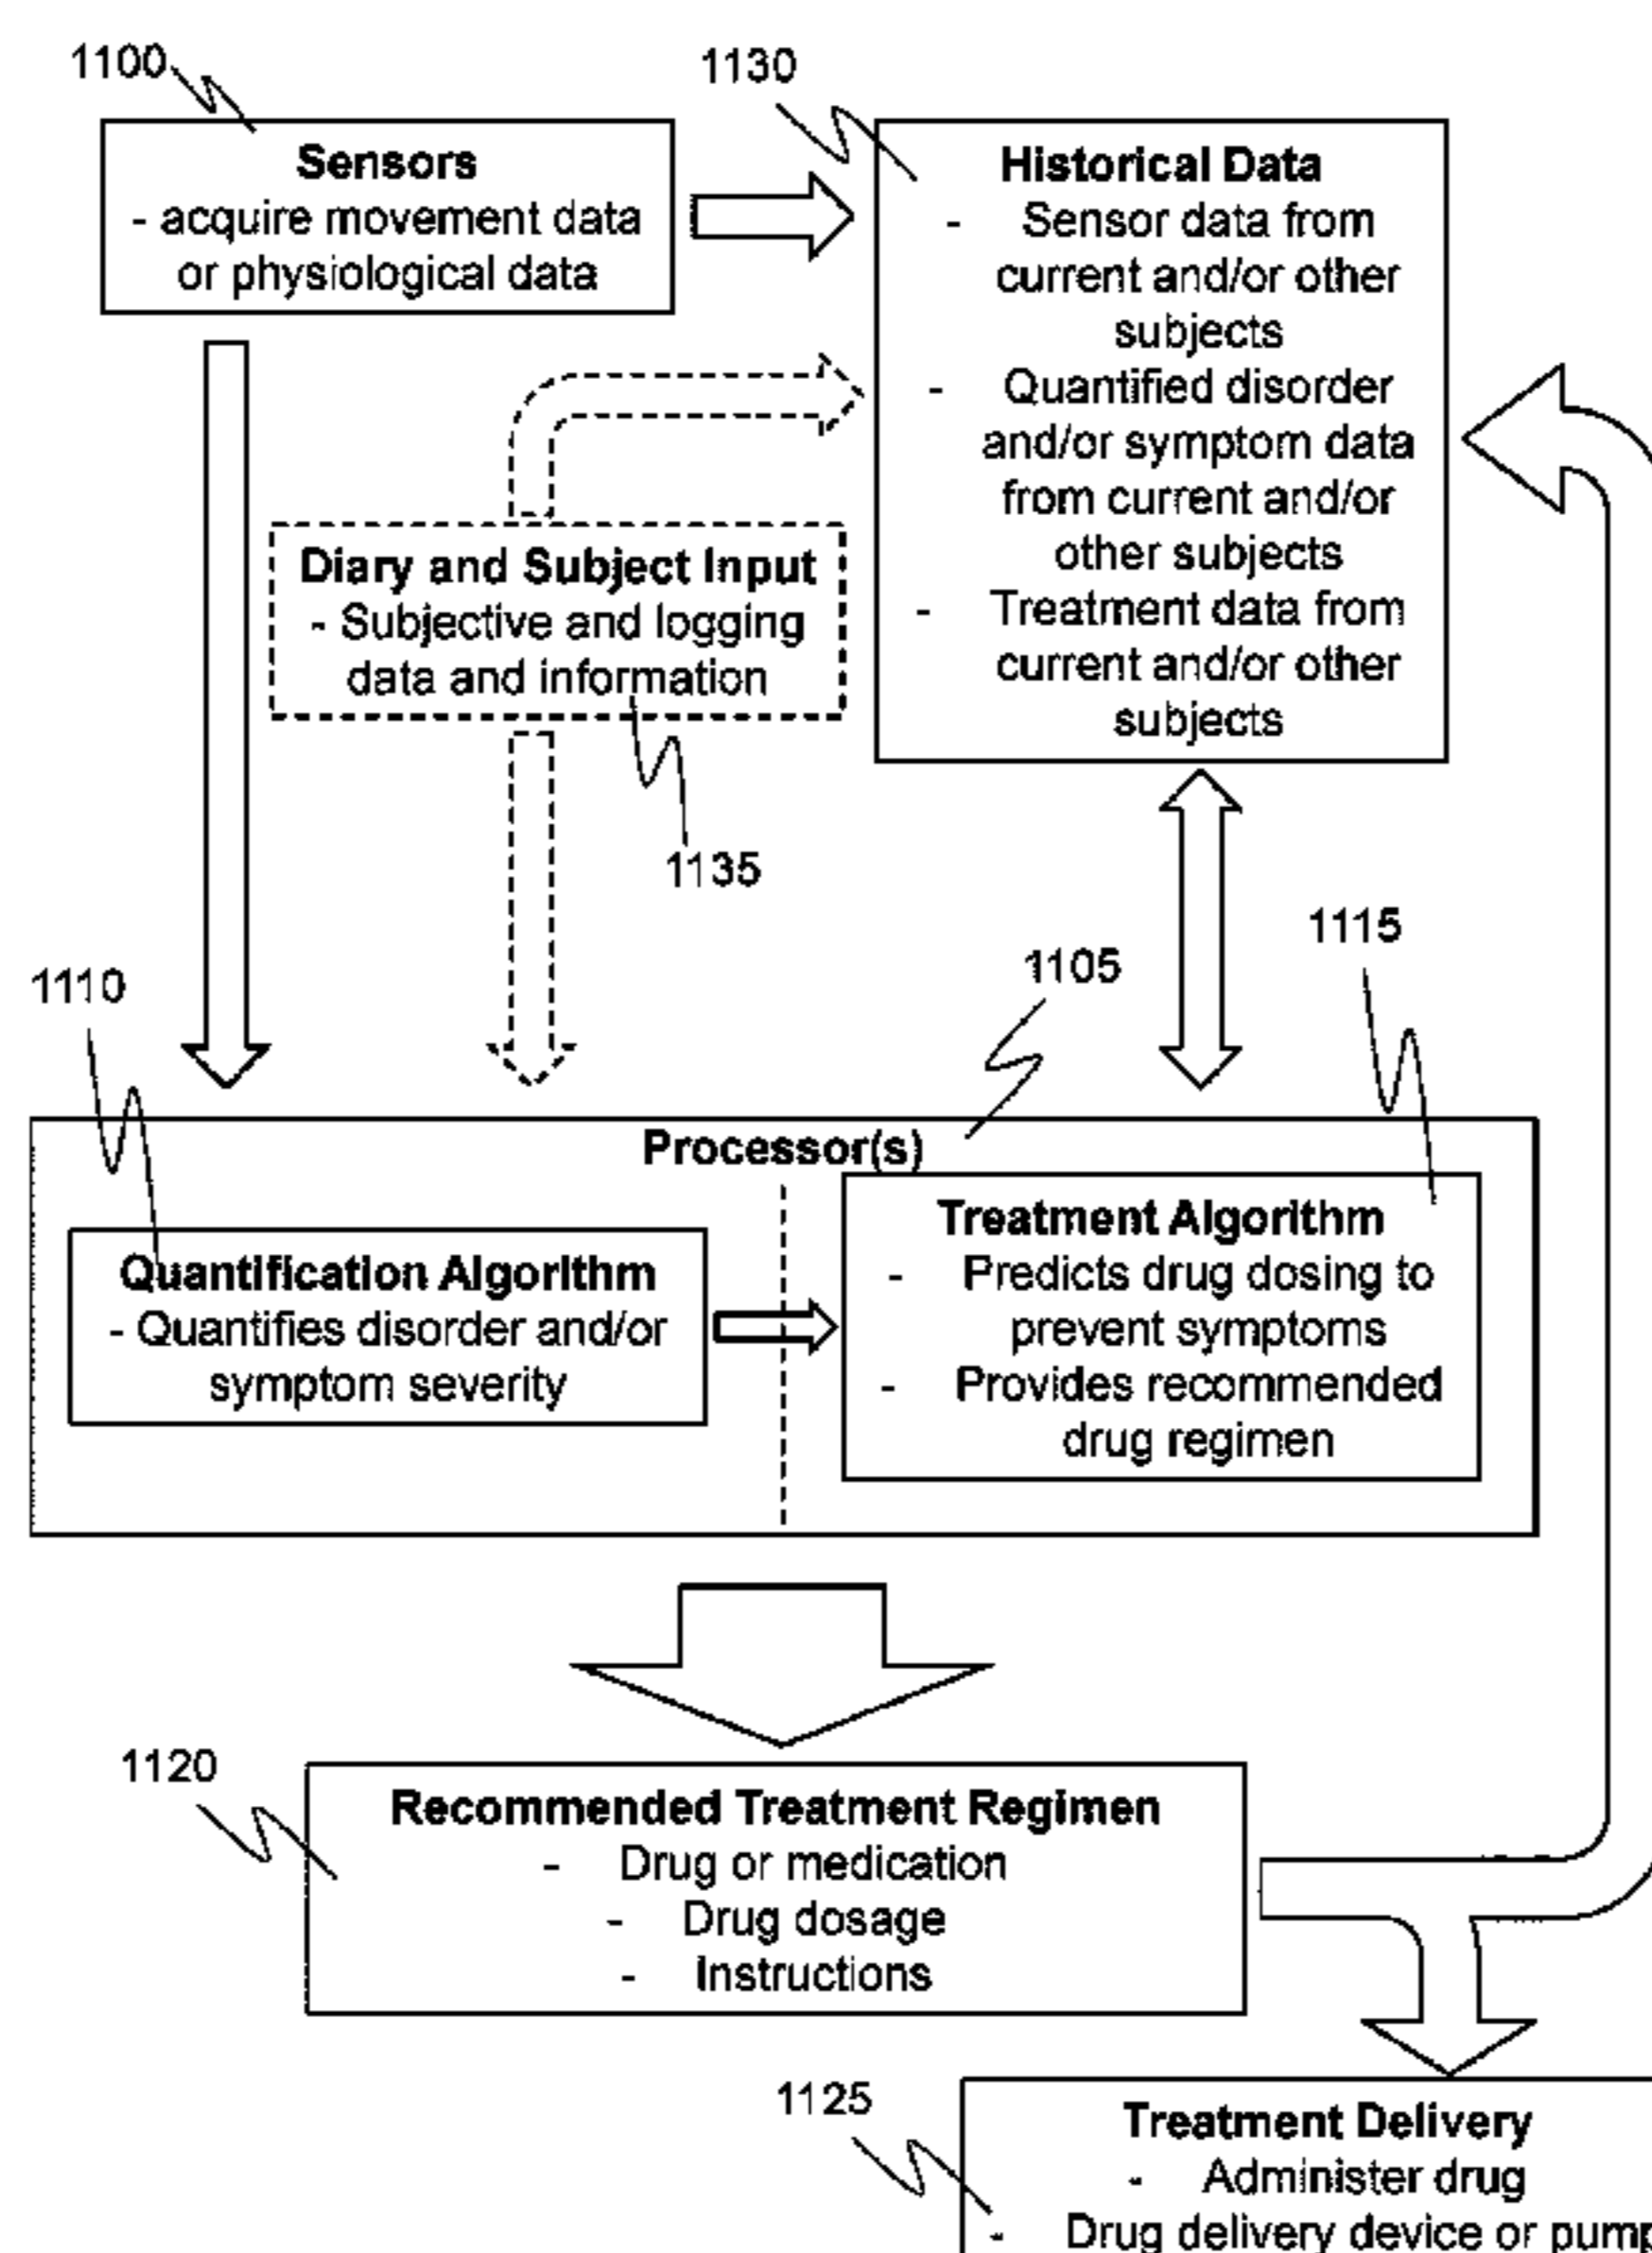 1100
Sensors
- acquire movement data
or physiological data
1130
Historical Data
- Sensor data from
current and/or other
subjects
- Quantified disorder
and/or symptom data
from current and/or
other subjects
- Treatment data from
current and/or other
subjects
Diary and Subject Input
- Subjective and logging
data and information
1135
1110
1105
1115
Processor(s)
Quantification Algorithm
- Quantifies disorder and/or
symptom severity
Treatment Algorithm
- Predicts drug dosing to
prevent symptoms
- Provides recommended
drug regimen
1120
Recommended Treatment Regimen
- Drug or medication
- Drug dosage
- Instructions
1125
Treatment Delivery
- Administer drug
- Drug delivery device or pump